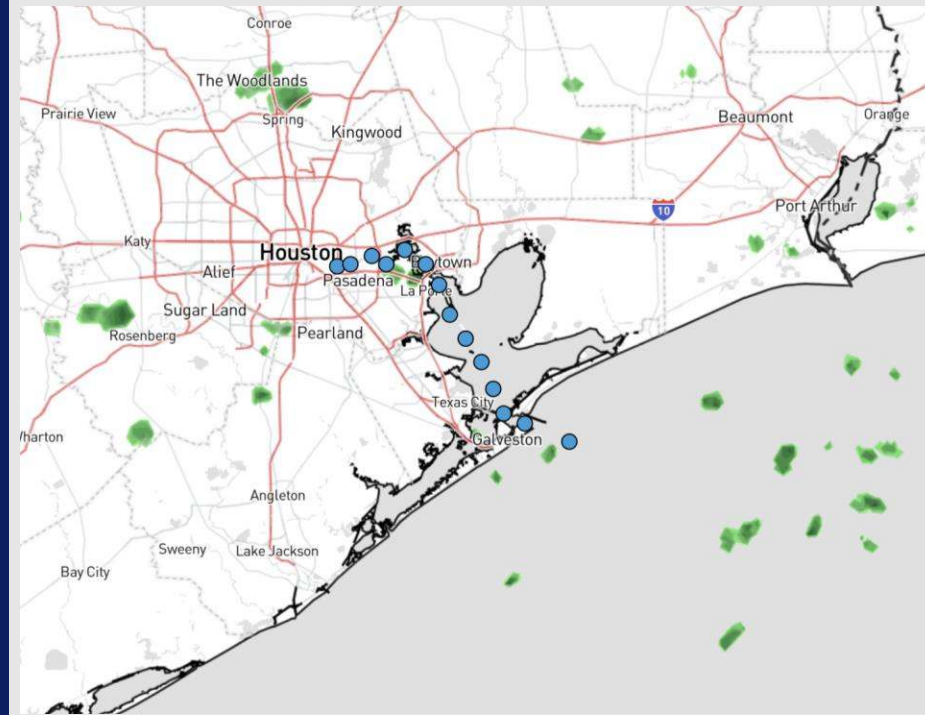 Conroe
The Woodlands
Prairie View
Spring
Kingwood
Beaumont
Orange
Port Arthur
10
Katy
Houston
Alief
Pasadena
La Porte
Sugar Land
Rosenberg
Pearland
Texas City
Galveston
Angleton
Sweeny
Lake Jackson
Bay City